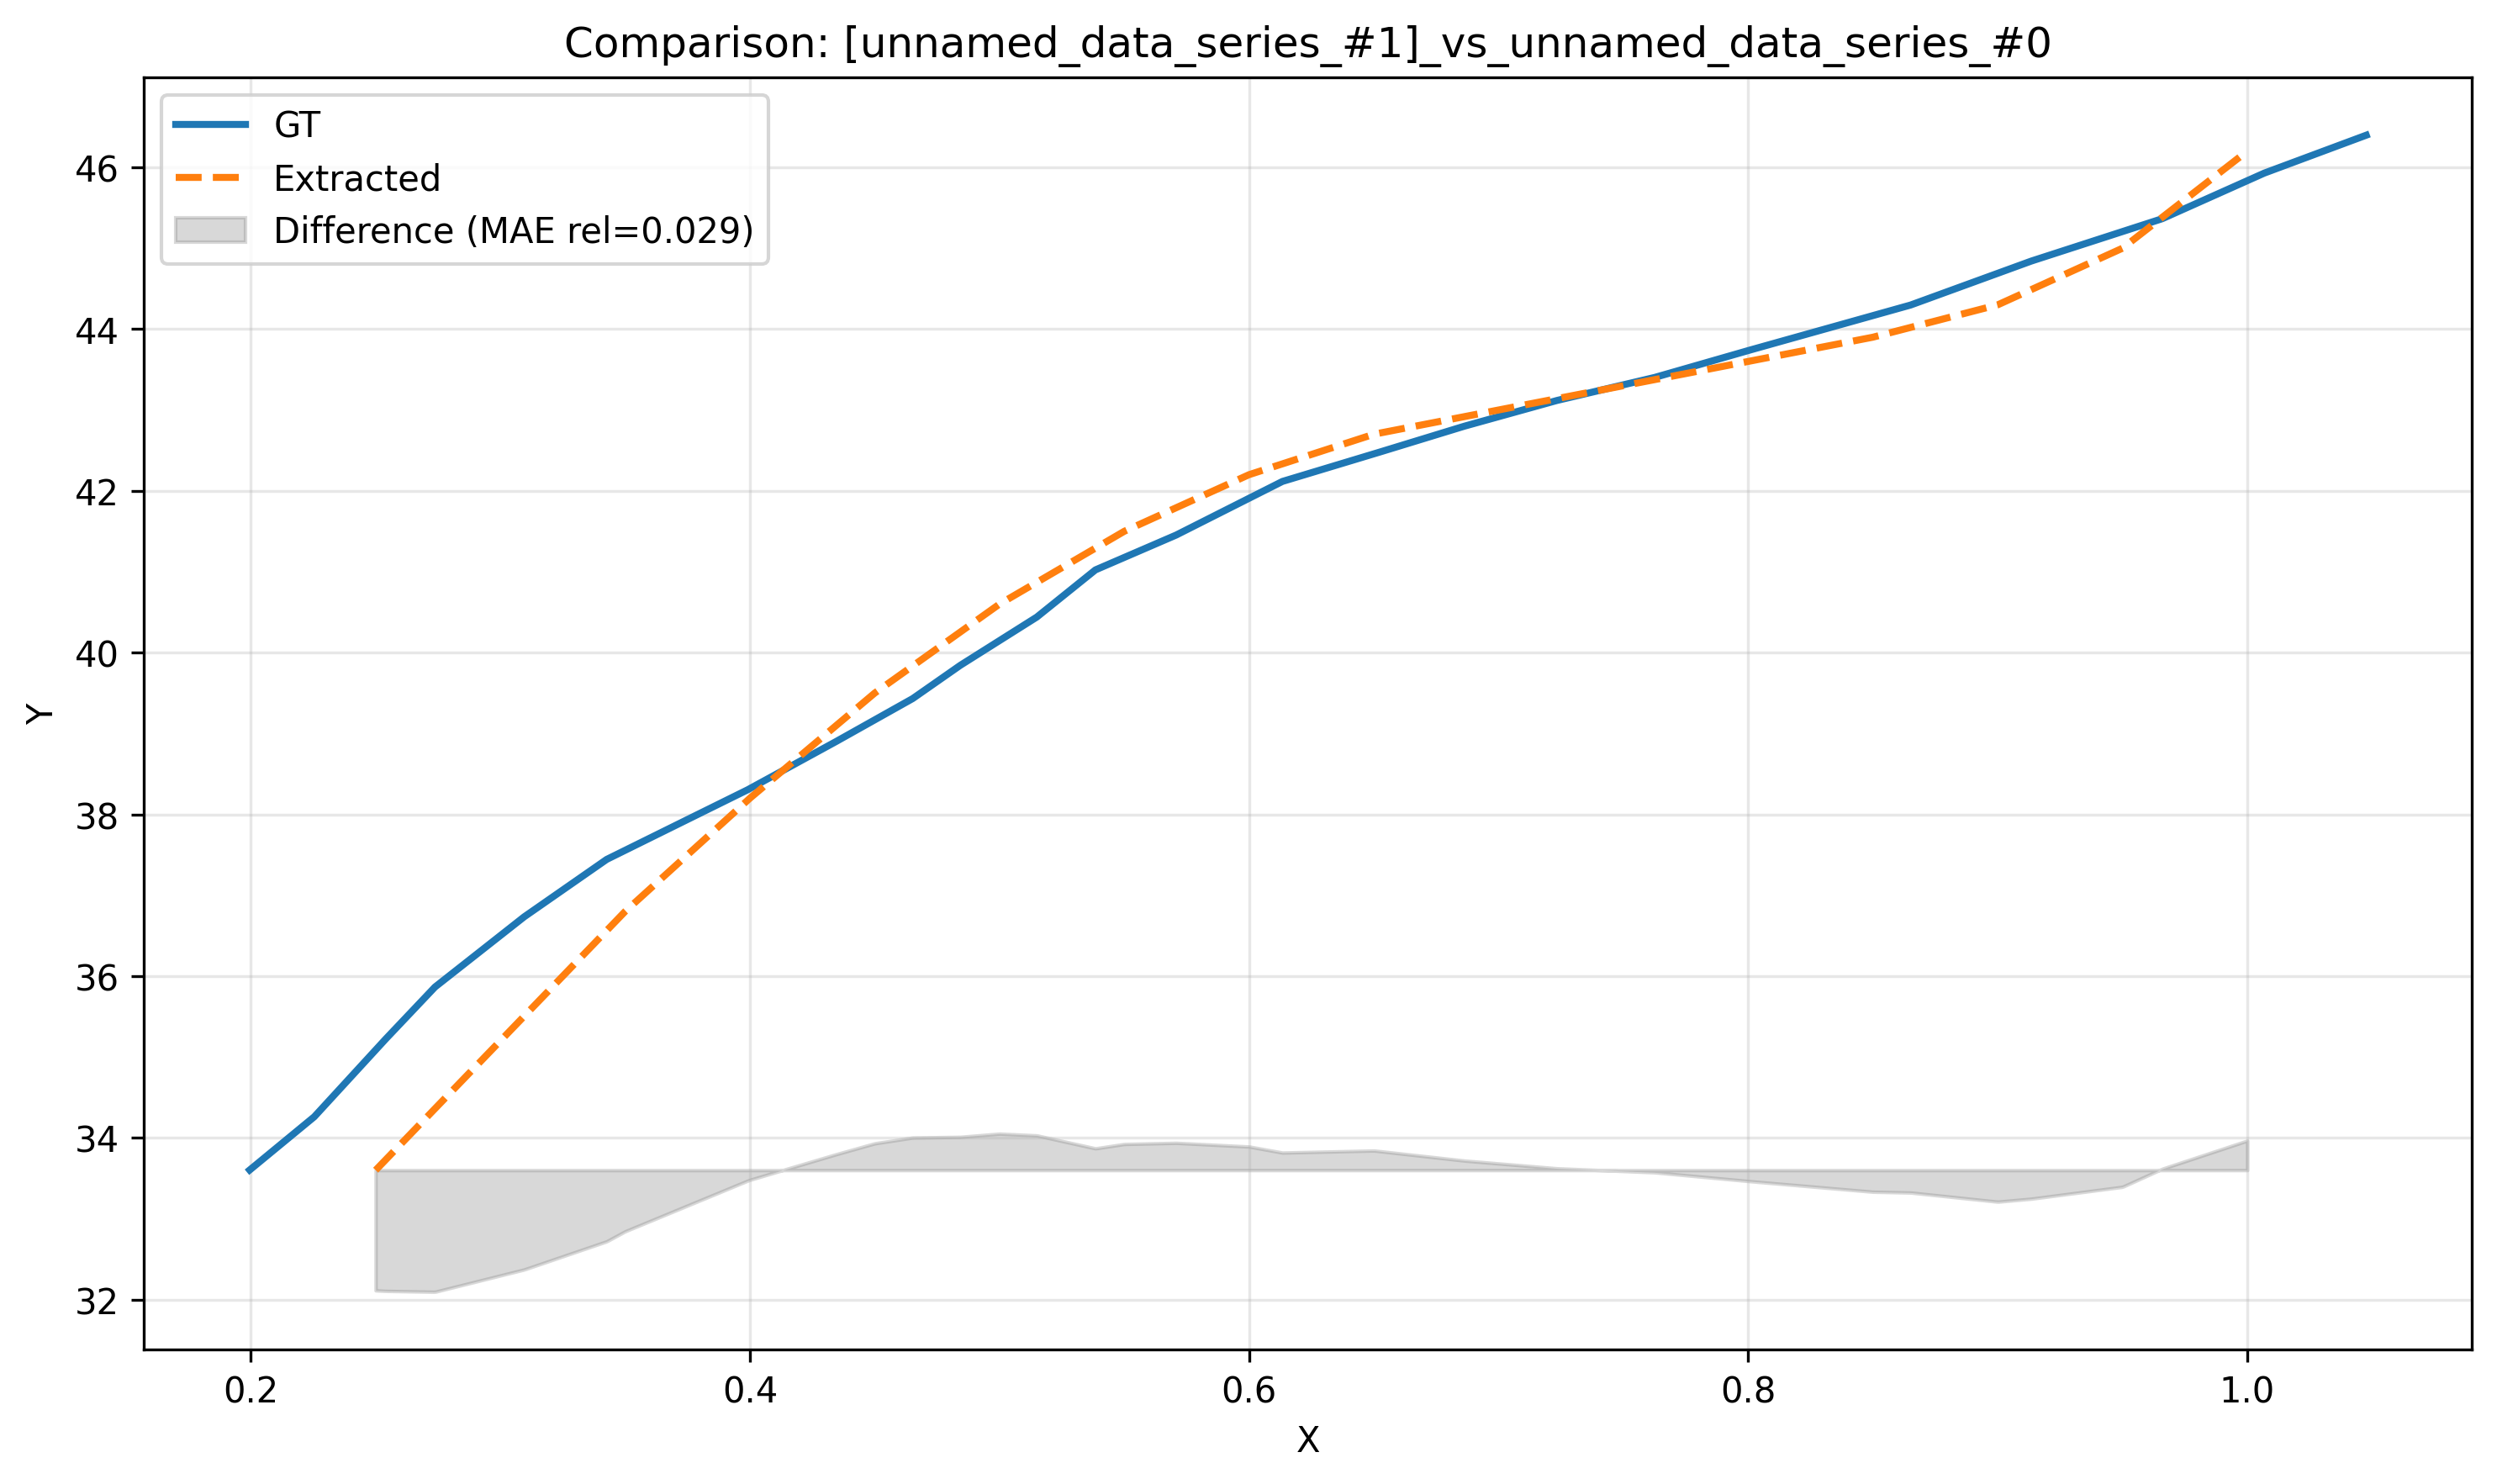 Comparison: [unnamed_data_series_#1]_vs_unnamed_data_series_#0
GT
Extracted
Difference (MAE rel=0.029)
46
44
42
40
38
36
34
32
Y
0.2 0.4 0.6 0.8 1.0
X